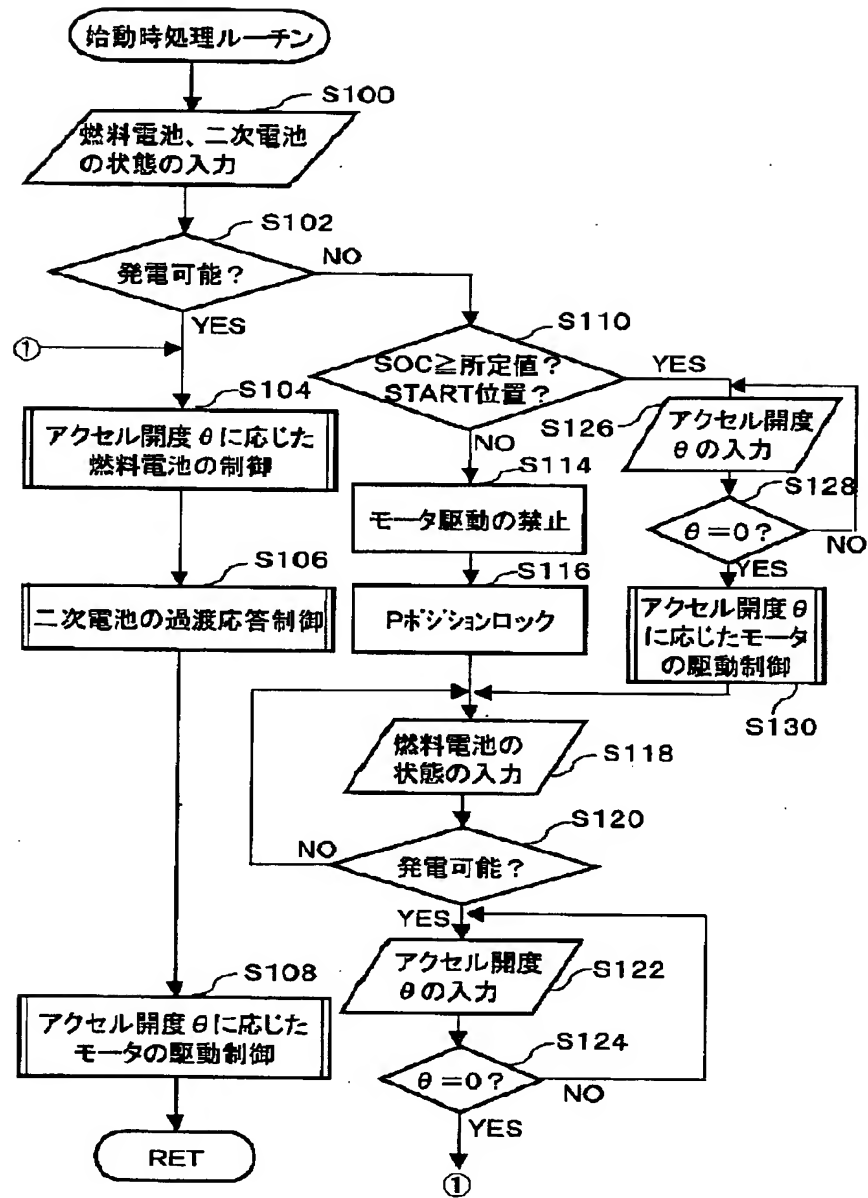 始動時処理ルーチン
S100
燃料電池、二次電池
の状態の入力
S102
発電可能?
NO
YES
①
S104
アクセル開度θに応じた
燃料電池の制御
S106
二次電池の過渡応答制御
S108
アクセル開度θに応じた
モータの駆動制御
RET
S110
SOC≧所定値?
START位置?
YES
NO
S114
モータ駆動の禁止
S116
Pポジションロック
S126
アクセル開度
θの入力
S128
θ=0?
NO
YES
アクセル開度θ
に応じたモータ
の駆動制御
S130
燃料電池の
状態の入力
S118
S120
発電可能?
NO
YES
アクセル開度
θの入力
S122
S124
θ=0?
NO
YES
①